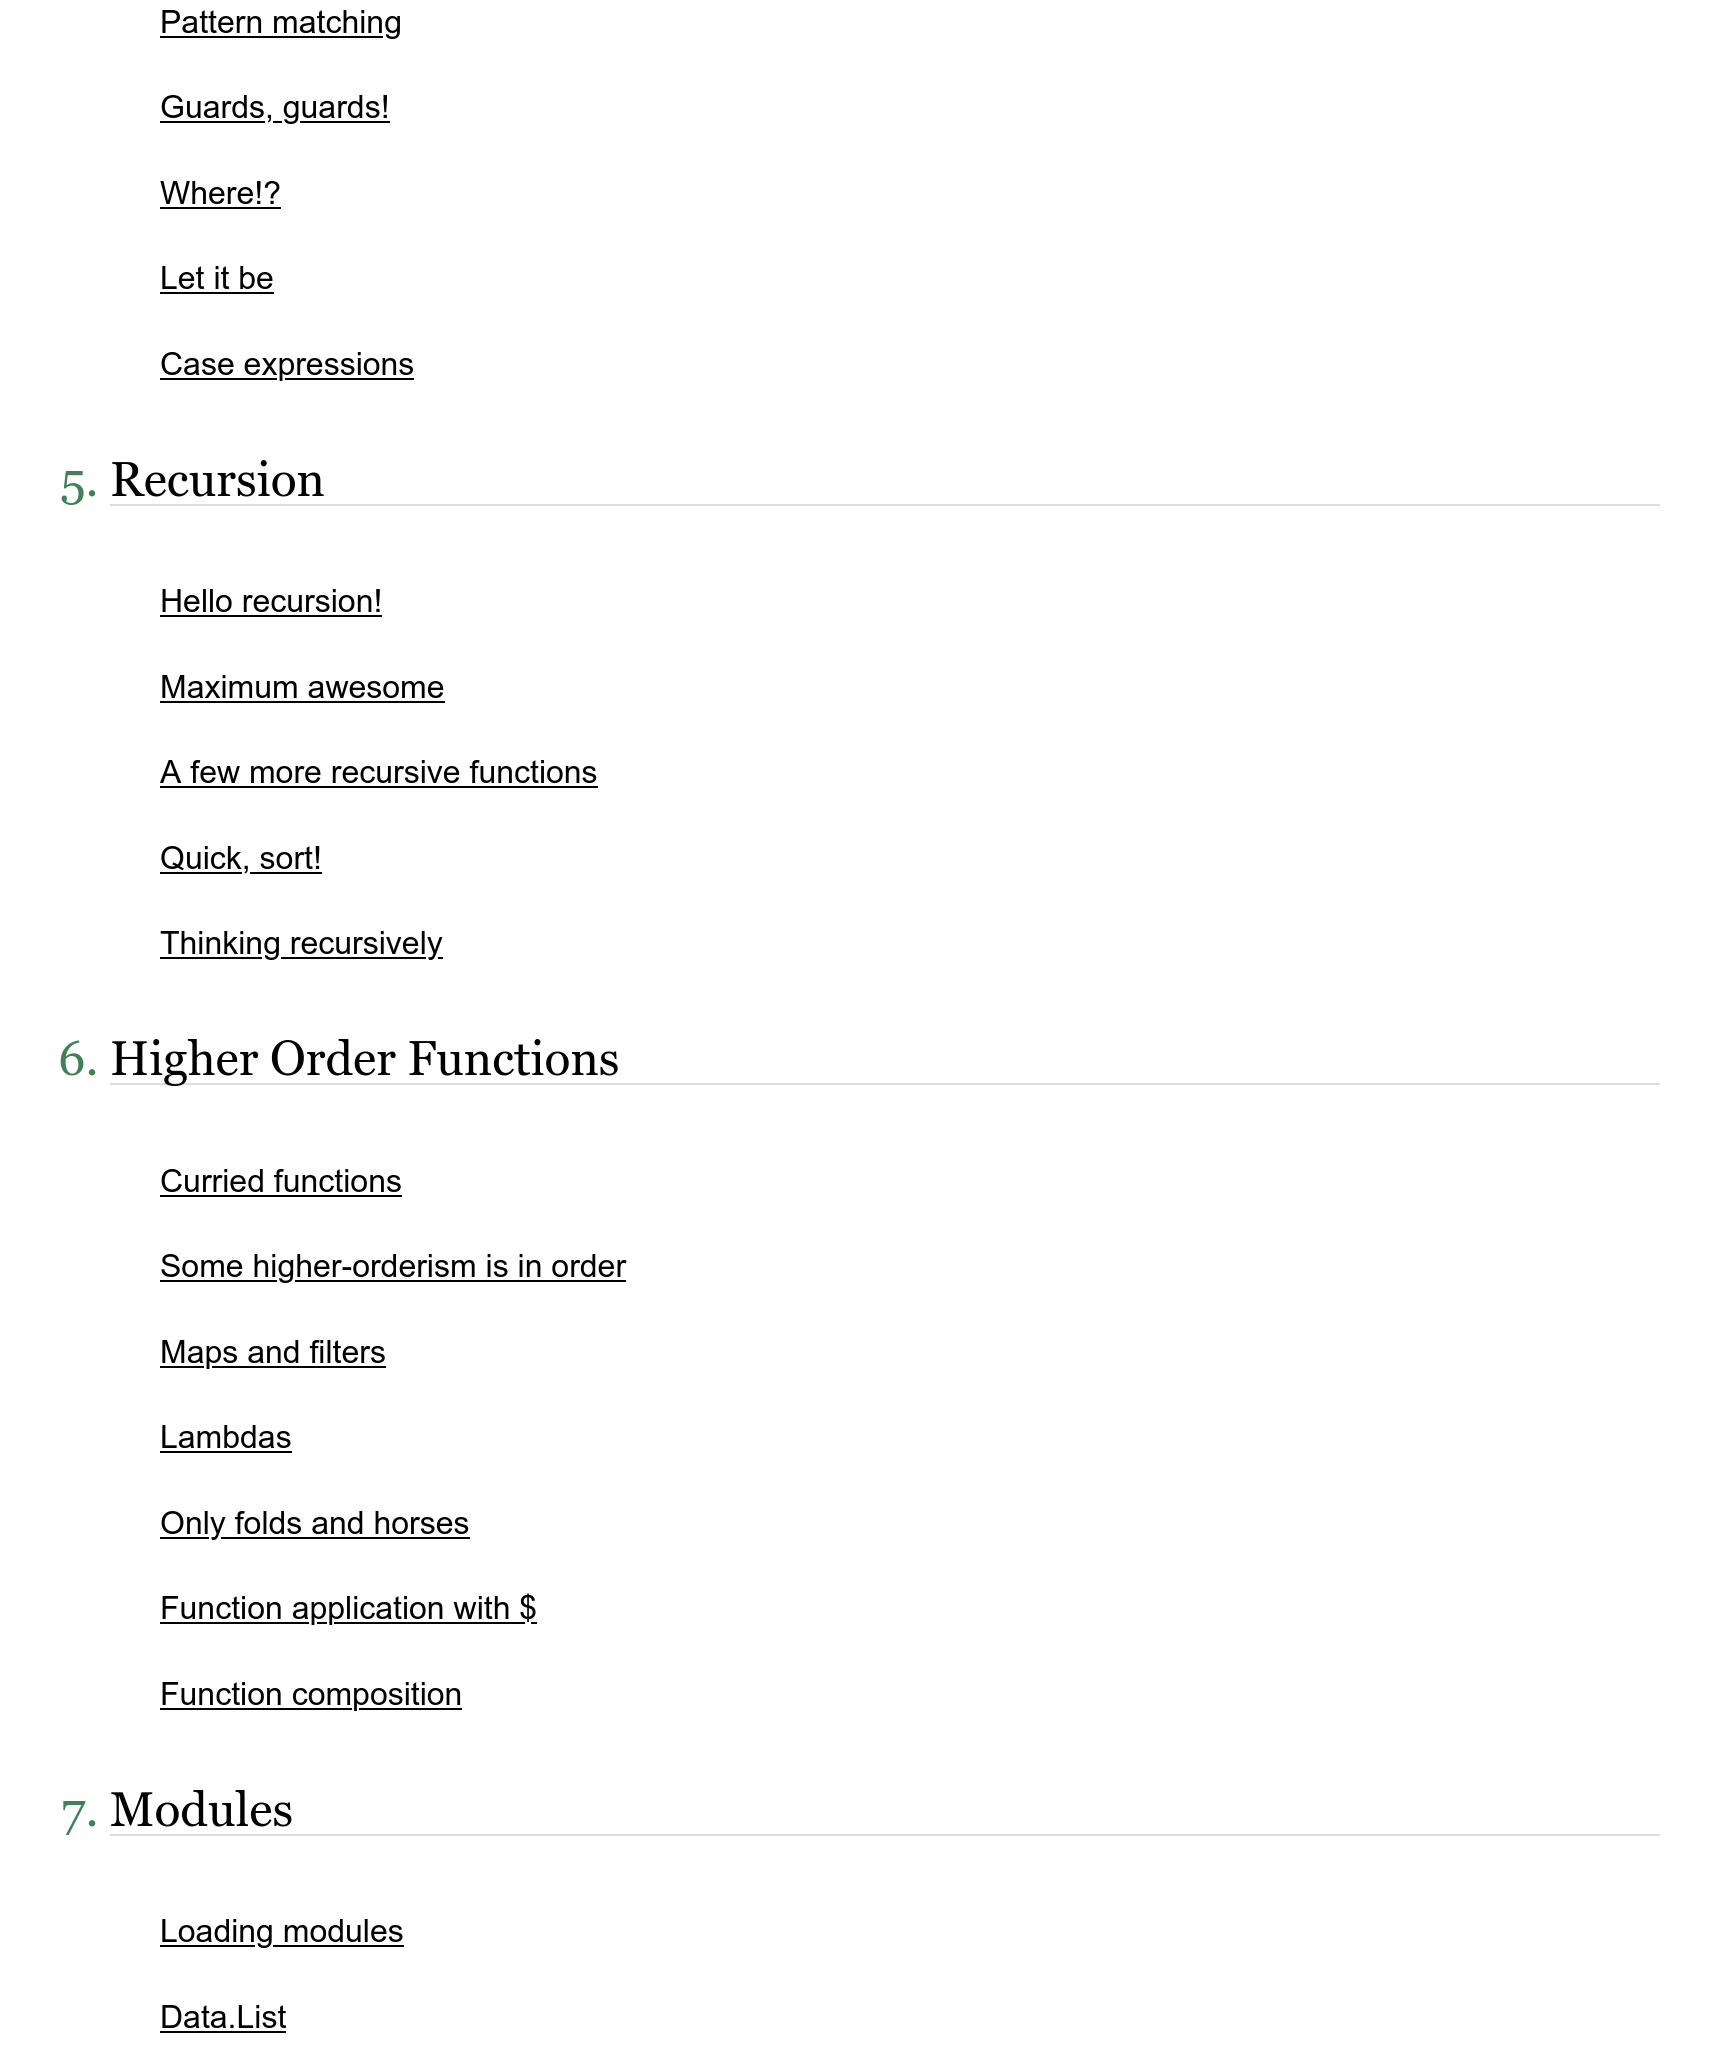 Pattern matching
Guards, guards!
Where!?
Let it be
Case expressions
5. Recursion
Hello recursion!
Maximum awesome
A few more recursive functions
Quick, sort!
Thinking recursively
6. Higher Order Functions
Curried functions
Some higher-orderism is in order
Maps and filters
Lambdas
Only folds and horses
Function application with $
Function composition
7. Modules
Loading modules
Data.List